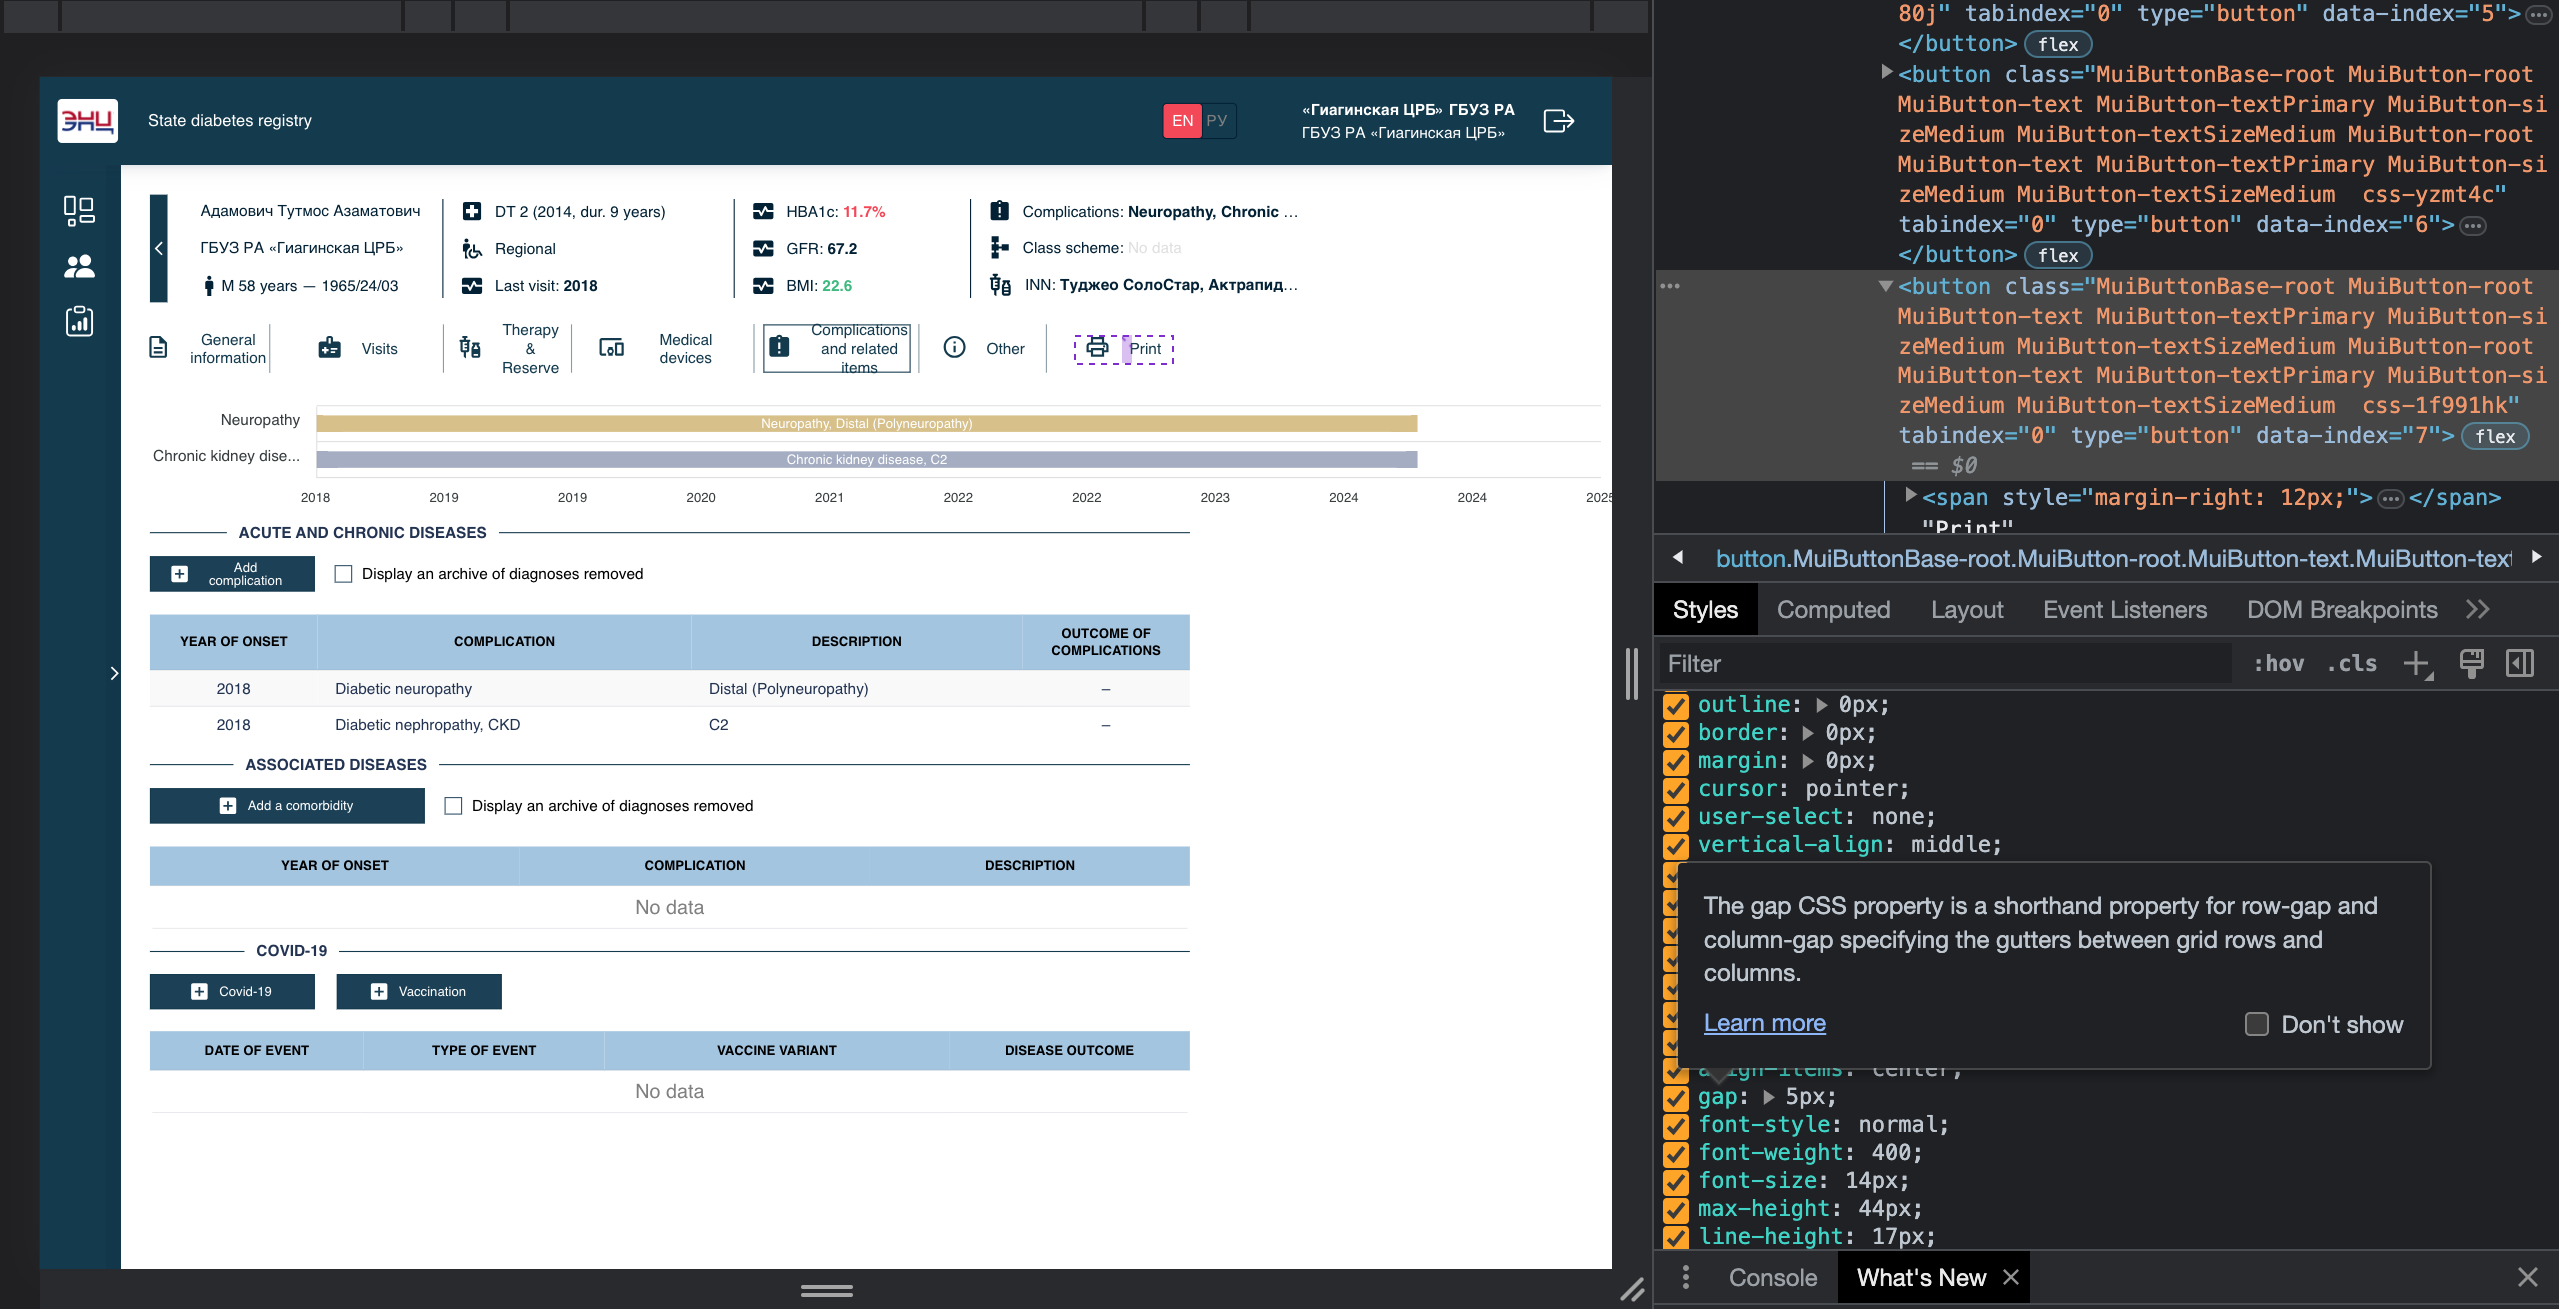 ЭНЦ
State diabetes registry
EN
РУ
«Гиагинская ЦРБ» ГБУЗ РА
ГБУЗ РА «Гиагинская ЦРБ»
Адамович Тутмос Азаматович
ГБУЗ РА «Гиагинская ЦРБ»
M 58 years — 1965/24/03
DT 2 (2014, dur. 9 years)
Regional
Last visit: 2018
HBA1c: 11.7%
GFR: 67.2
BMI: 22.6
Complications: Neuropathy, Chronic ...
Class scheme: No data
INN: Туджео СолоСтар, Актрапид...
General
information
Visits
Therapy
&
Reserve
Medical
devices
Complications
and related
items
Other
Print
Neuropathy
Neuropathy, Distal (Polyneuropathy)
Chronic kidney dise...
Chronic kidney disease, C2
2018 2019 2019 2020 2021 2022 2022 2023 2024 2024 2025
ACUTE AND CHRONIC DISEASES
Add
complication
Display an archive of diagnoses removed
YEAR OF ONSET COMPLICATION DESCRIPTION OUTCOME OF
COMPLICATIONS
2018 Diabetic neuropathy Distal (Polyneuropathy) –
2018 Diabetic nephropathy, CKD C2 –
ASSOCIATED DISEASES
Add a comorbidity
Display an archive of diagnoses removed
YEAR OF ONSET COMPLICATION DESCRIPTION
No data
COVID-19
Covid-19
Vaccination
DATE OF EVENT TYPE OF EVENT VACCINE VARIANT DISEASE OUTCOME
No data
80j" tabindex="0" type="button" data-index="5">…
</button> flex
<button class="MuiButtonBase-root MuiButton-root
MuiButton-text MuiButton-textPrimary MuiButton-si
zeMedium MuiButton-textSizeMedium MuiButton-root
MuiButton-text MuiButton-textPrimary MuiButton-si
zeMedium MuiButton-textSizeMedium  css-yzmt4c"
tabindex="0" type="button" data-index="6">…
</button> flex
<button class="MuiButtonBase-root MuiButton-root
MuiButton-text MuiButton-textPrimary MuiButton-si
zeMedium MuiButton-textSizeMedium MuiButton-root
MuiButton-text MuiButton-textPrimary MuiButton-si
zeMedium MuiButton-textSizeMedium  css-1f991hk"
tabindex="0" type="button" data-index="7"> flex
== $0
<span style="margin-right: 12px;">…</span>
"Print"
button.MuiButtonBase-root.MuiButton-root.MuiButton-text.MuiButton-text
Styles Computed Layout Event Listeners DOM Breakpoints
Filter
:hov .cls
outline: 0px;
border: 0px;
margin: 0px;
cursor: pointer;
user-select: none;
vertical-align: middle;
The gap CSS property is a shorthand property for row-gap and
column-gap specifying the gutters between grid rows and
columns.
Learn more
Don't show
align-items: center;
gap: 5px;
font-style: normal;
font-weight: 400;
font-size: 14px;
max-height: 44px;
line-height: 17px;
Console
What's New